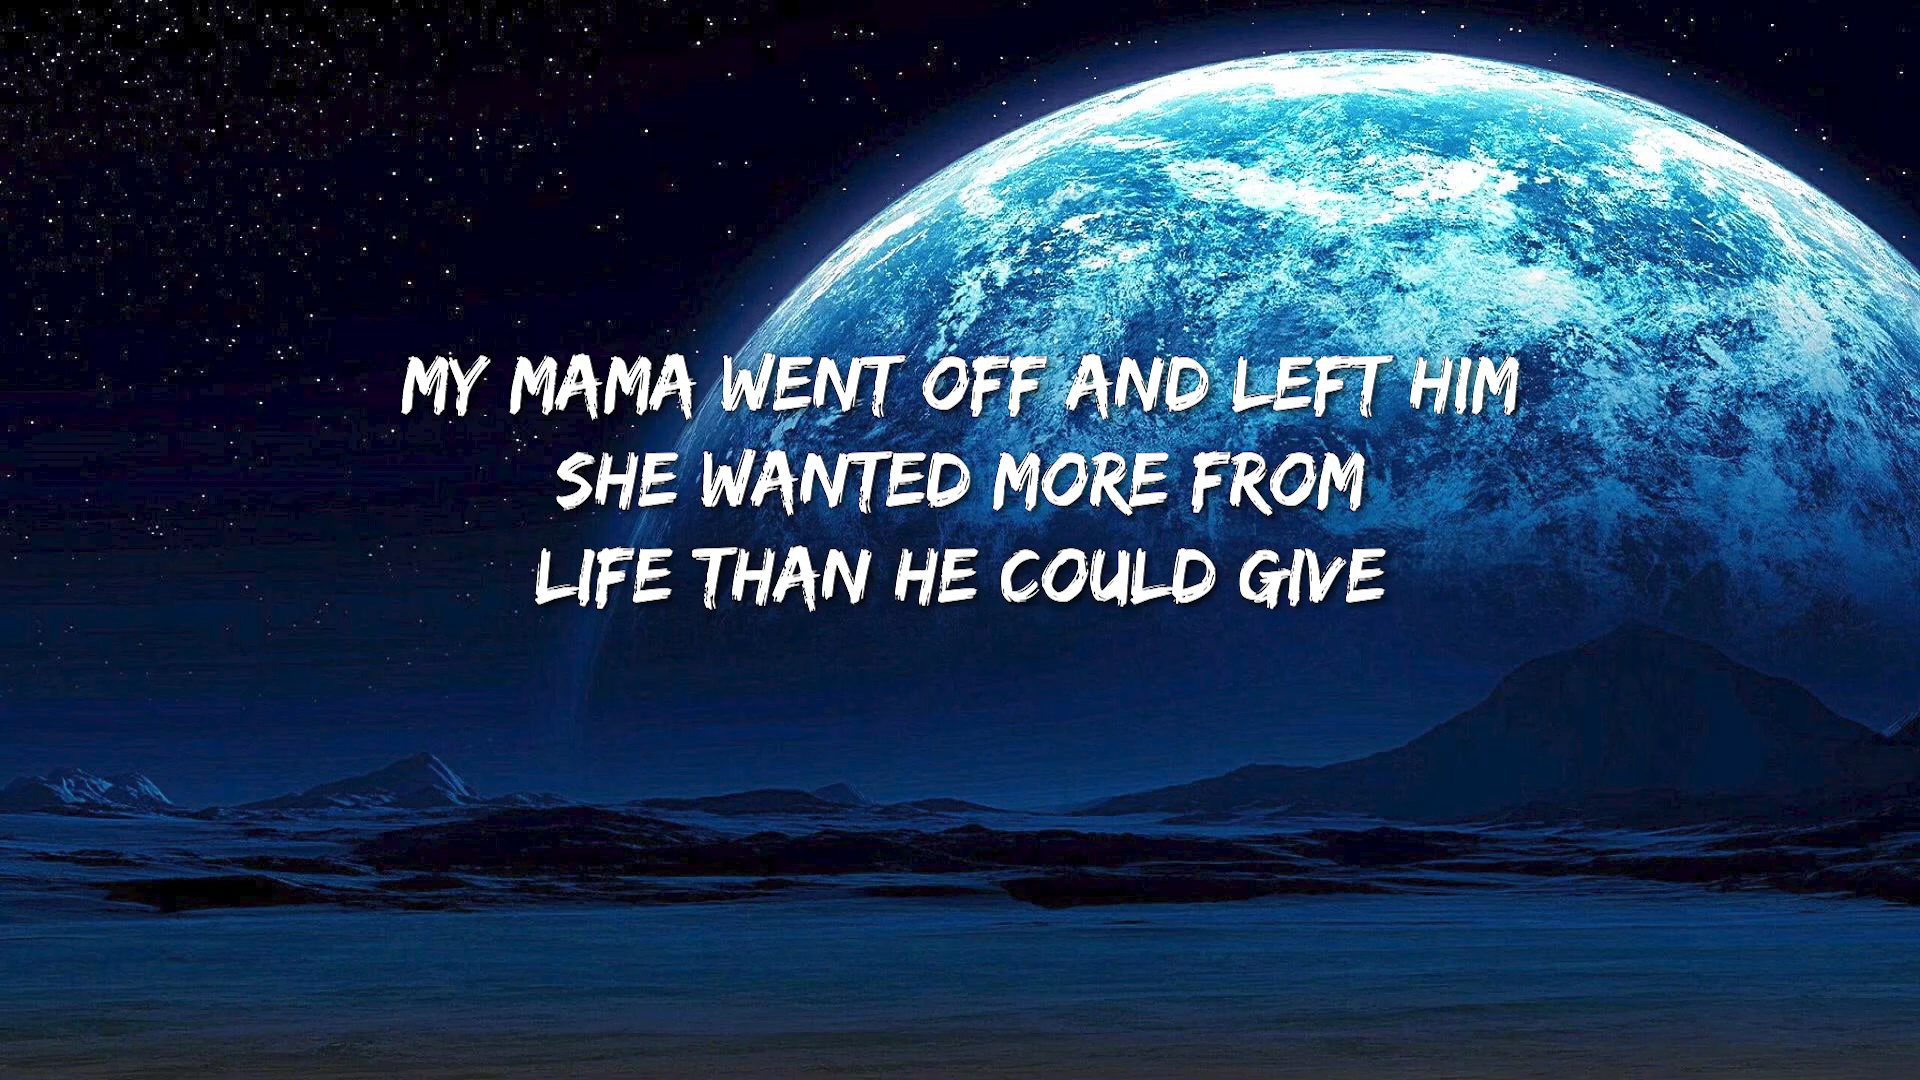 MY MAMA WENT OFF AND LEFT HIM
SHE WANTED MORE FROM
LIFE THAN HE COULD GIVE